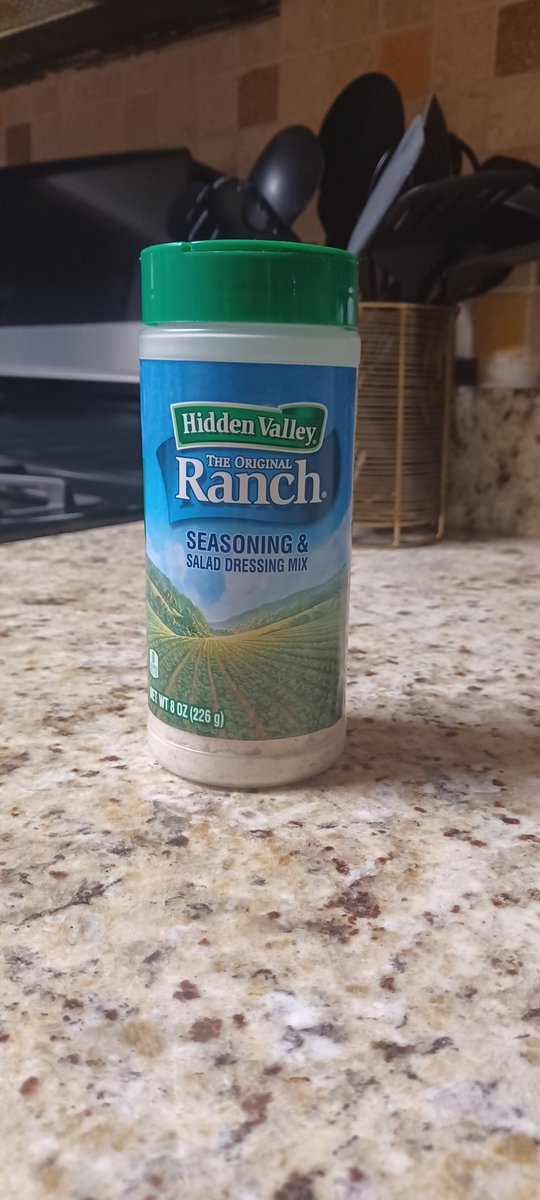 Hidden Valley®
THE ORIGINAL
Ranch®
SEASONING &
SALAD DRESSING MIX
NET WT 8 OZ (226 g)